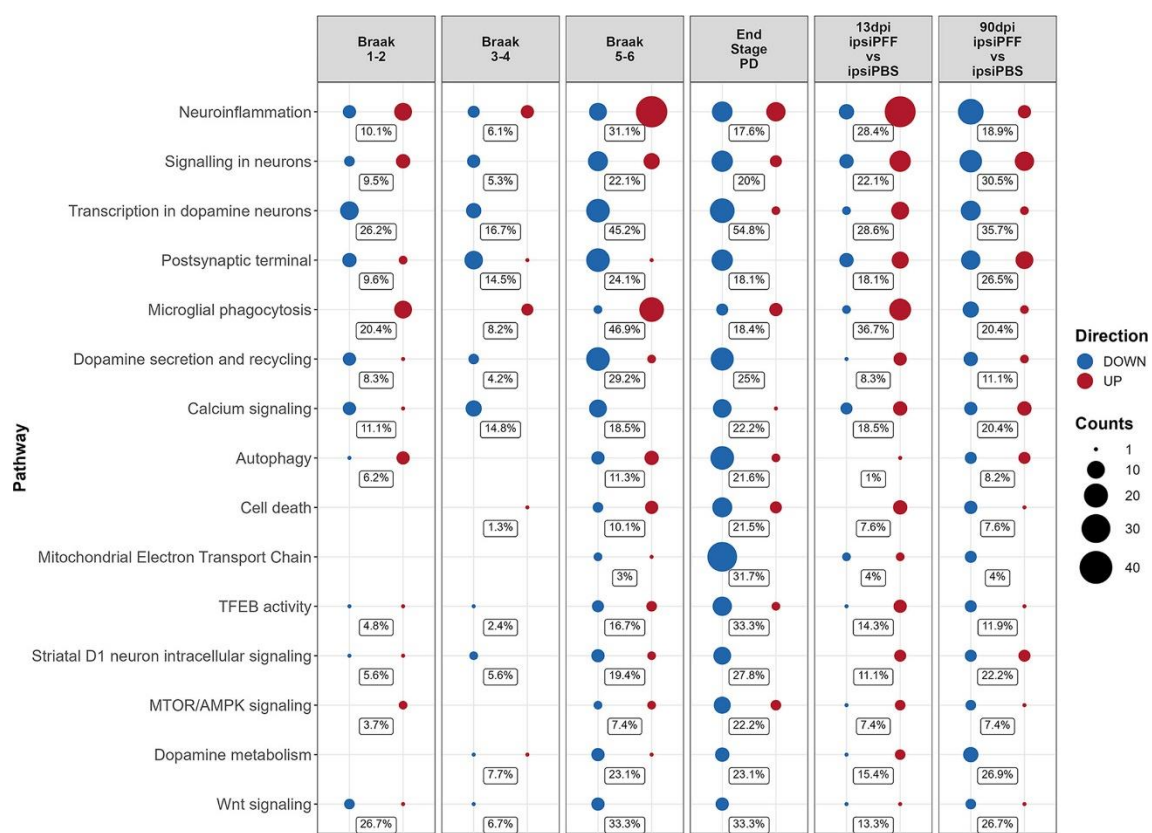 Braak
1-2
Braak
3-4
Braak
5-6
End
Stage
PD
13dpi
ipsiPFF
vs
ipsiPBS
90dpi
ipsiPFF
vs
ipsiPBS
Pathway
Neuroinflammation
10.1% 6.1% 31.1% 17.6% 28.4% 18.9%
Signalling in neurons
9.5% 5.3% 22.1% 20% 22.1% 30.5%
Transcription in dopamine neurons
26.2% 16.7% 45.2% 54.8% 28.6% 35.7%
Postsynaptic terminal
9.6% 14.5% 24.1% 18.1% 18.1% 26.5%
Microglial phagocytosis
20.4% 8.2% 46.9% 18.4% 36.7% 20.4%
Dopamine secretion and recycling
8.3% 4.2% 29.2% 25% 8.3% 11.1%
Calcium signaling
11.1% 14.8% 18.5% 22.2% 18.5% 20.4%
Autophagy
6.2% 11.3% 21.6% 1% 8.2%
Cell death
1.3% 10.1% 21.5% 7.6% 7.6%
Mitochondrial Electron Transport Chain
3% 31.7% 4% 4%
TFEB activity
4.8% 2.4% 16.7% 33.3% 14.3% 11.9%
Striatal D1 neuron intracellular signaling
5.6% 5.6% 19.4% 27.8% 11.1% 22.2%
MTOR/AMPK signaling
3.7% 7.4% 22.2% 7.4% 7.4%
Dopamine metabolism
7.7% 23.1% 23.1% 15.4% 26.9%
Wnt signaling
26.7% 6.7% 33.3% 33.3% 13.3% 26.7%
Direction
DOWN
UP
Counts
1
10
20
30
40